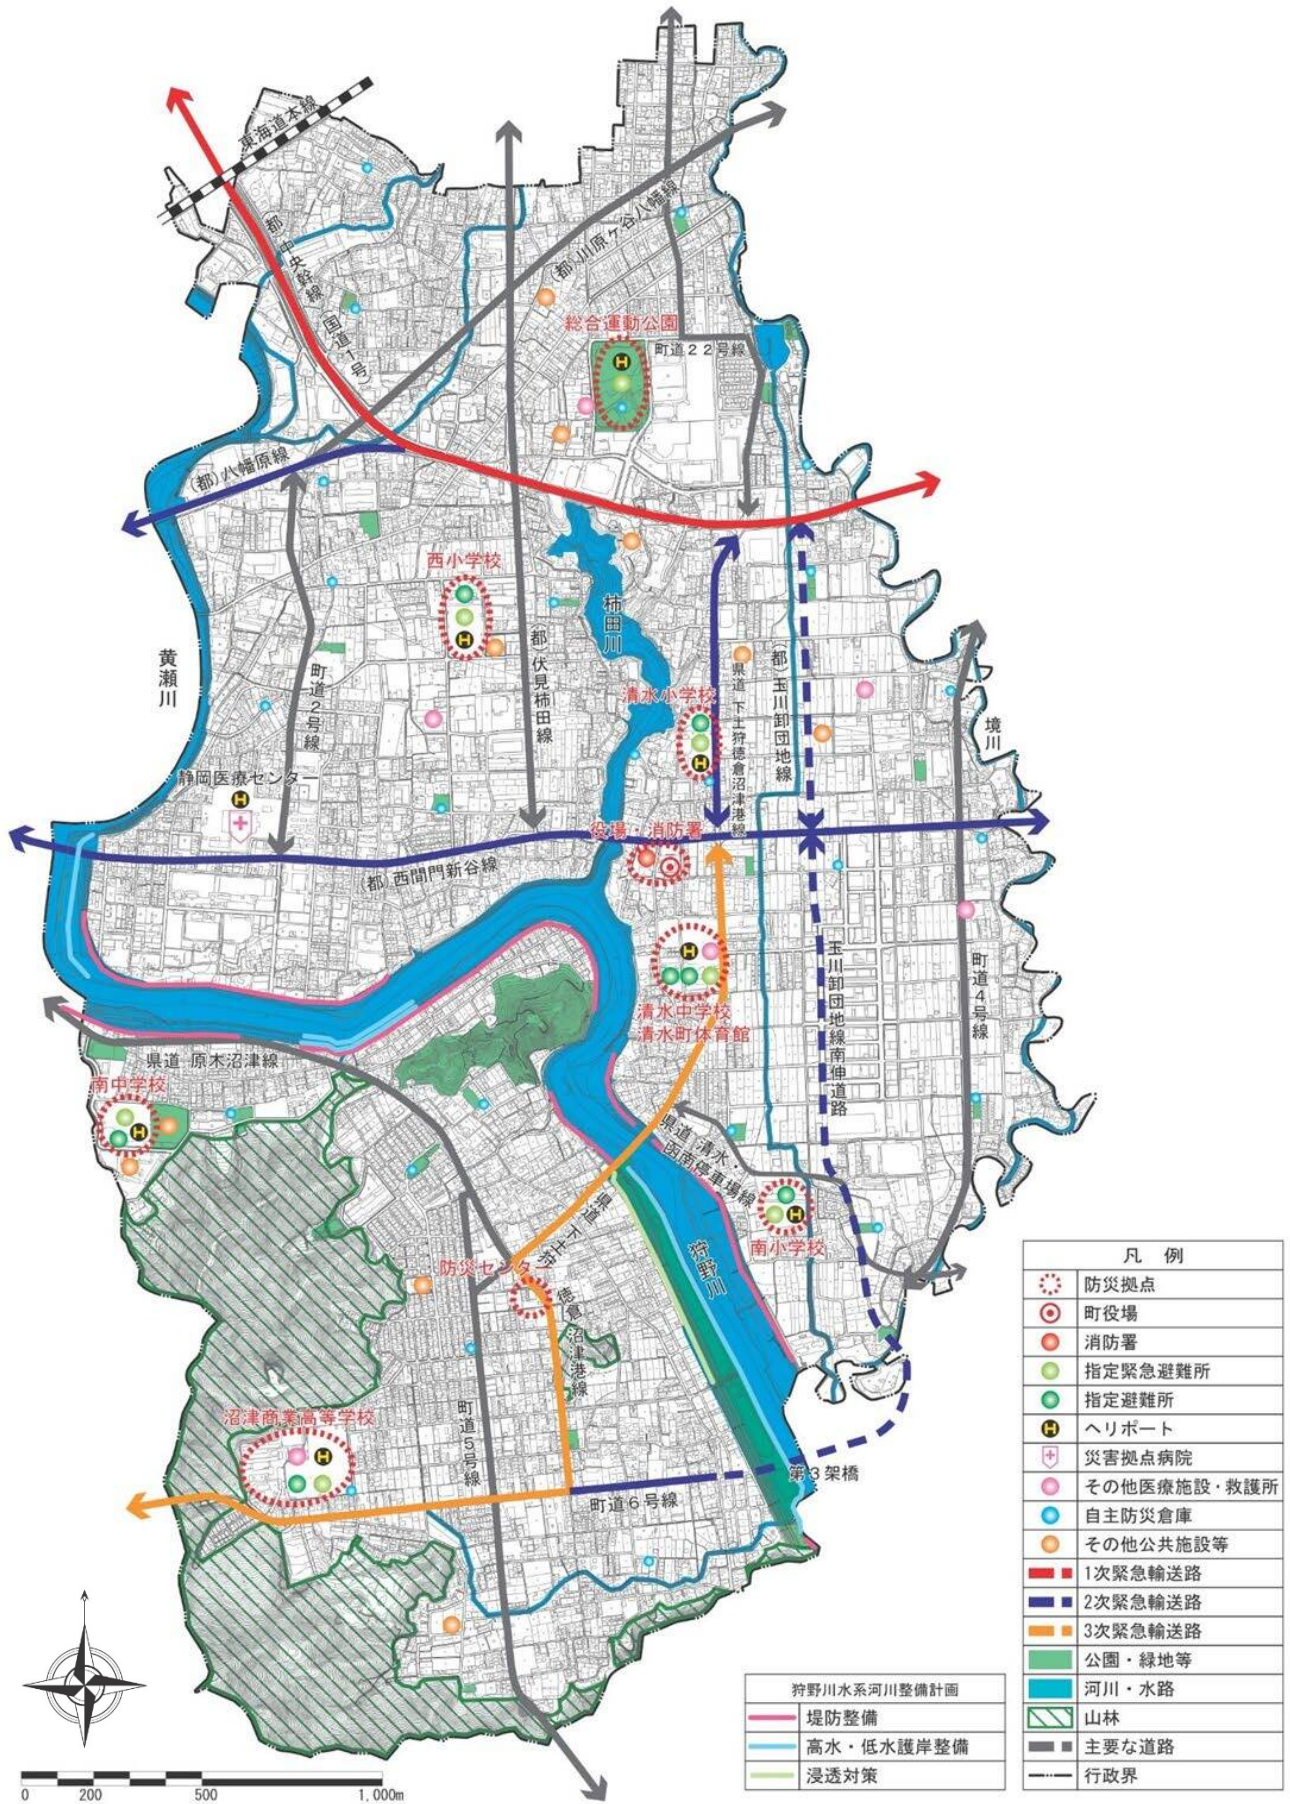 東海道本線
(都)中央幹線(国道1号)
(都)川原ヶ谷八幡線
総合運動公園
町道22号線
(都)八幡原線
西小学校
柿田川
(都)伏見柿田線
黄瀬川
町道2号線
清水小学校
県道 下土狩徳倉沼津港線
(都)玉川卸団地線
境川
静岡医療センター
役場・消防署
(都)西間門新谷線
玉川卸団地線南伸道路
町道4号線
清水中学校
清水町体育館
県道 原木沼津線
南中学校
県道 清水・
函南停車場線
南小学校
狩野川
県道 下土狩
徳倉沼津港線
防災センター
沼津商業高等学校
町道5号線
町道6号線
第3架橋
凡 例
防災拠点
町役場
消防署
指定緊急避難所
指定避難所
ヘリポート
災害拠点病院
その他医療施設・救護所
自主防災倉庫
その他公共施設等
1次緊急輸送路
2次緊急輸送路
3次緊急輸送路
公園・緑地等
河川・水路
山林
主要な道路
行政界
狩野川水系河川整備計画
堤防整備
高水・低水護岸整備
浸透対策
0 200 500 1,000m